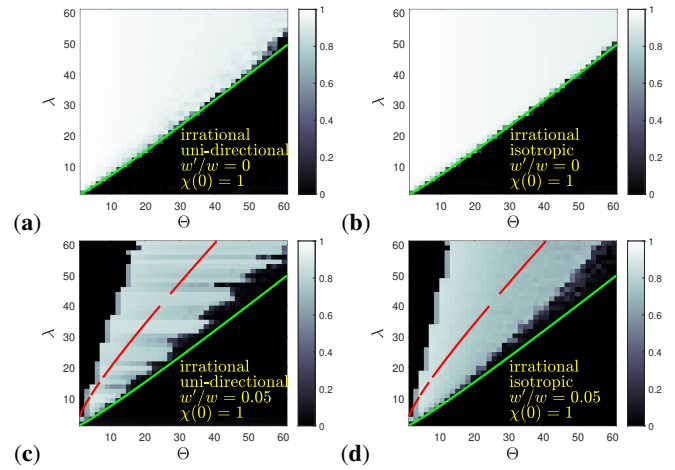 60
50
40
30
20
10
λ
10 20 30 40 50 60
Θ
1
0.8
0.6
0.4
0.2
0
irrational
uni-directional
w′/w = 0
χ(0) = 1
(a)
60
50
40
30
20
10
λ
10 20 30 40 50 60
Θ
1
0.8
0.6
0.4
0.2
0
irrational
isotropic
w′/w = 0
χ(0) = 1
(b)
60
50
40
30
20
10
λ
10 20 30 40 50 60
Θ
1
0.8
0.6
0.4
0.2
0
irrational
uni-directional
w′/w = 0.05
χ(0) = 1
(c)
60
50
40
30
20
10
λ
10 20 30 40 50 60
Θ
1
0.8
0.6
0.4
0.2
0
irrational
isotropic
w′/w = 0.05
χ(0) = 1
(d)